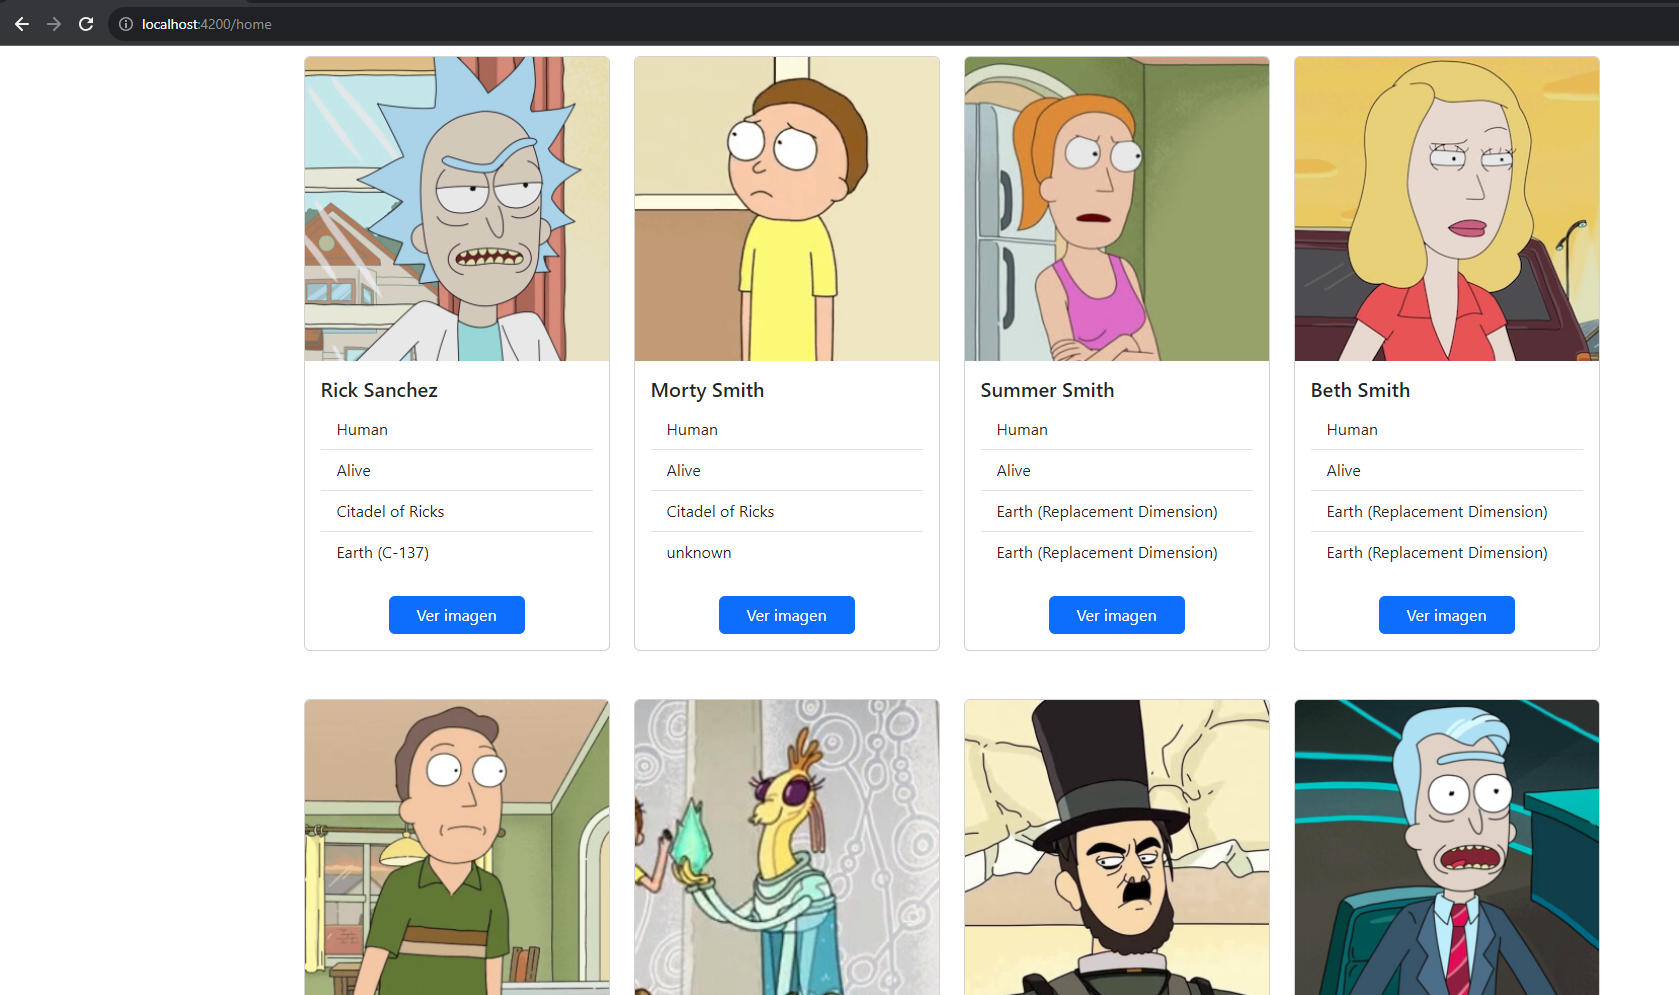 localhost:4200/home
Rick Sanchez
Human
Alive
Citadel of Ricks
Earth (C-137)
Ver imagen
Morty Smith
Human
Alive
Citadel of Ricks
unknown
Ver imagen
Summer Smith
Human
Alive
Earth (Replacement Dimension)
Earth (Replacement Dimension)
Ver imagen
Beth Smith
Human
Alive
Earth (Replacement Dimension)
Earth (Replacement Dimension)
Ver imagen